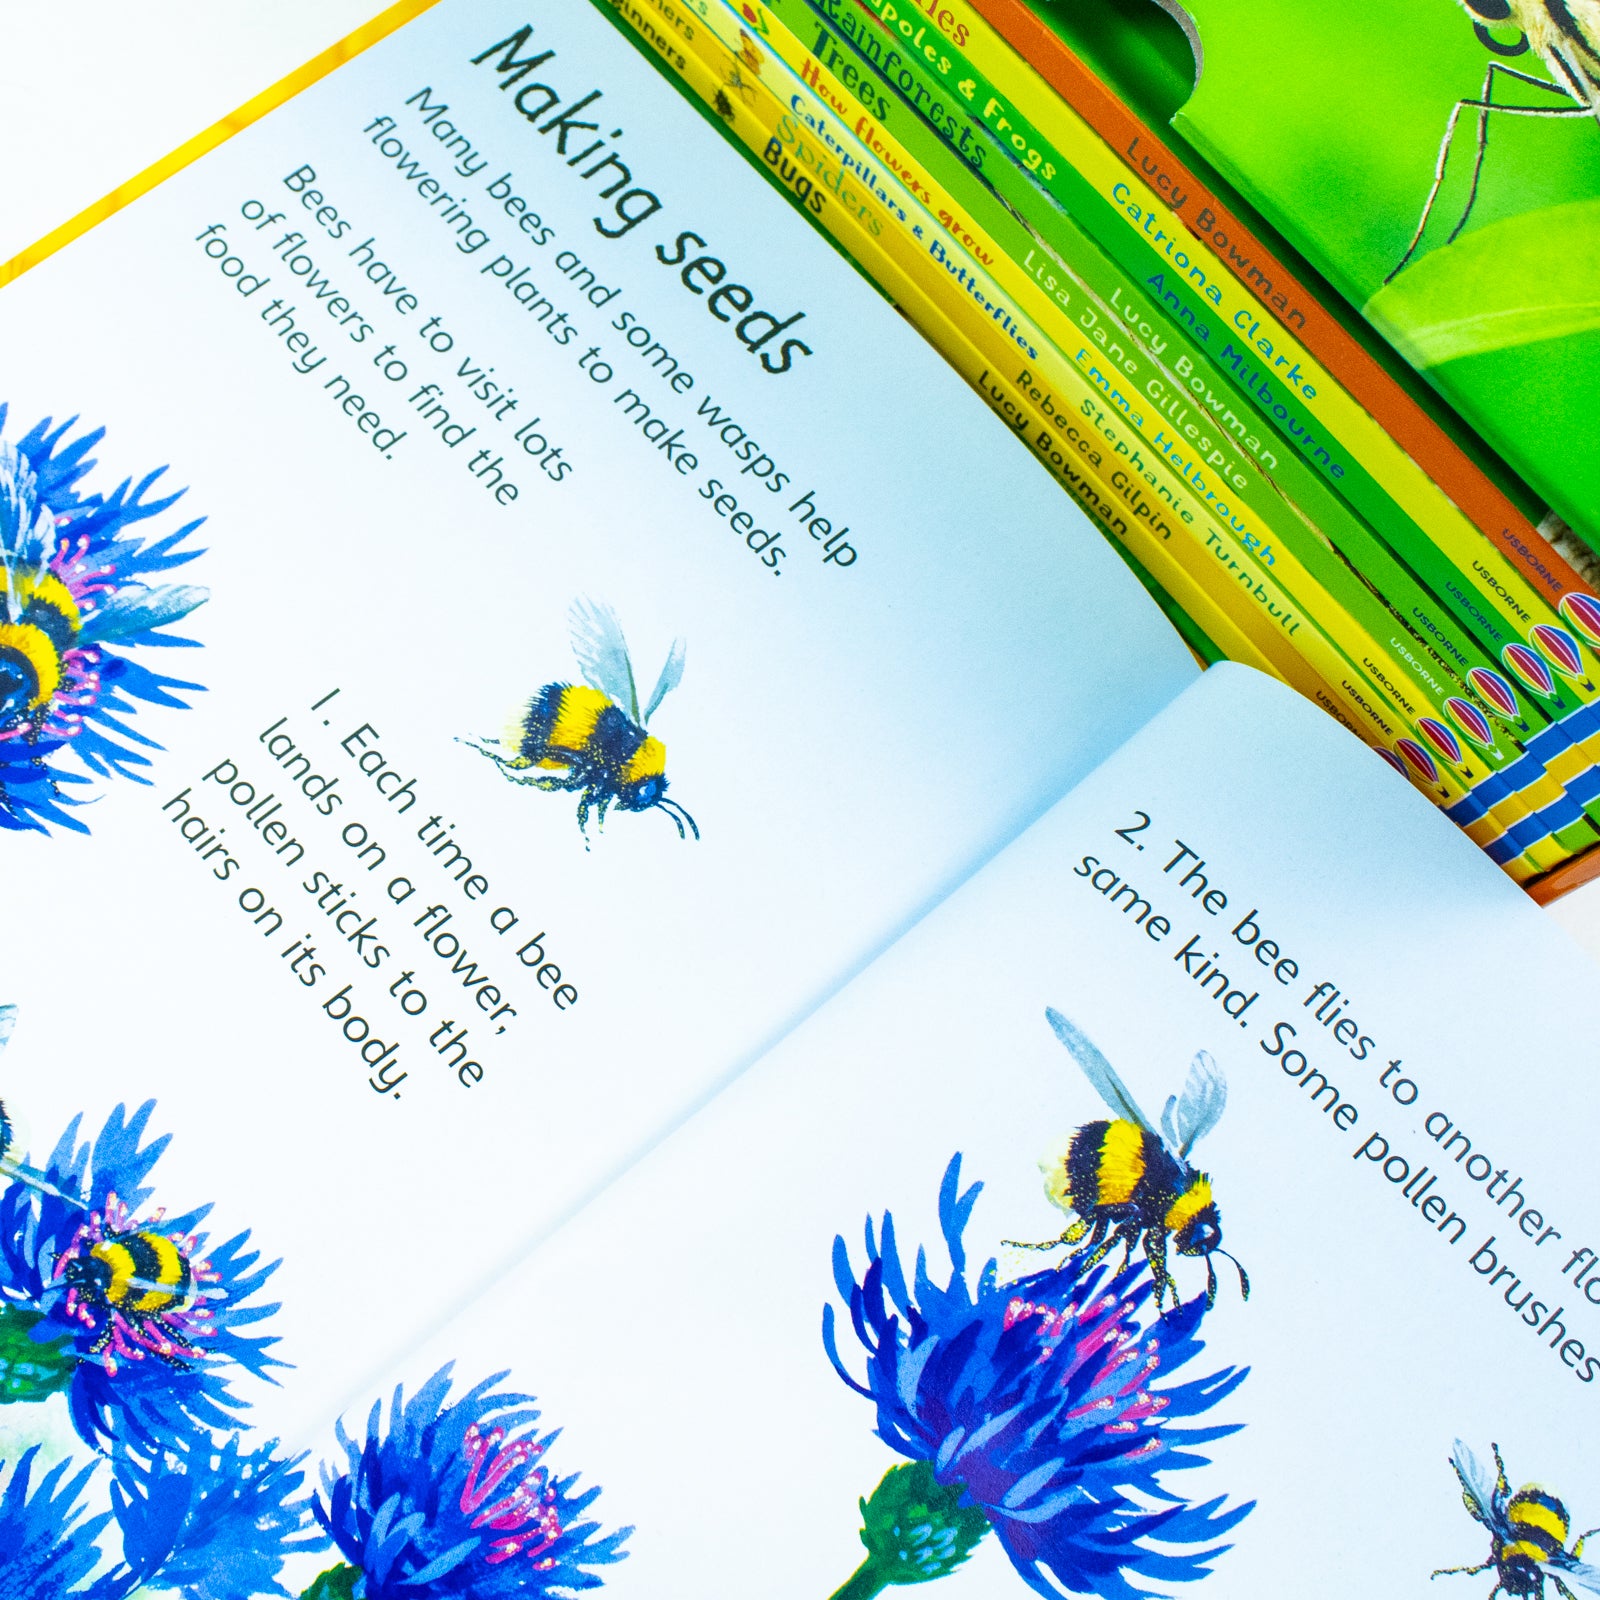 Making seeds
Many bees and some wasps help
flowering plants to make seeds.
Bees have to visit lots
of flowers to find the
food they need.
1. Each time a bee
lands on a flower,
pollen sticks to the
hairs on its body.
2. The bee flies to another
same kind. Some pollen brushes
Lucy Bowman USBORNE
& Frogs Catriona Clarke USBORNE
Rainforests Anna Milbourne USBORNE
Trees Lucy Bowman USBORNE
Lisa Jane Gillespie USBORNE
How flowers grow Emma Helbrough USBORNE
Caterpillars & Butterflies Stephanie Turnbull USBORNE
Spiders Rebecca Gilpin USBORNE
Bugs Lucy Bowman USBORNE